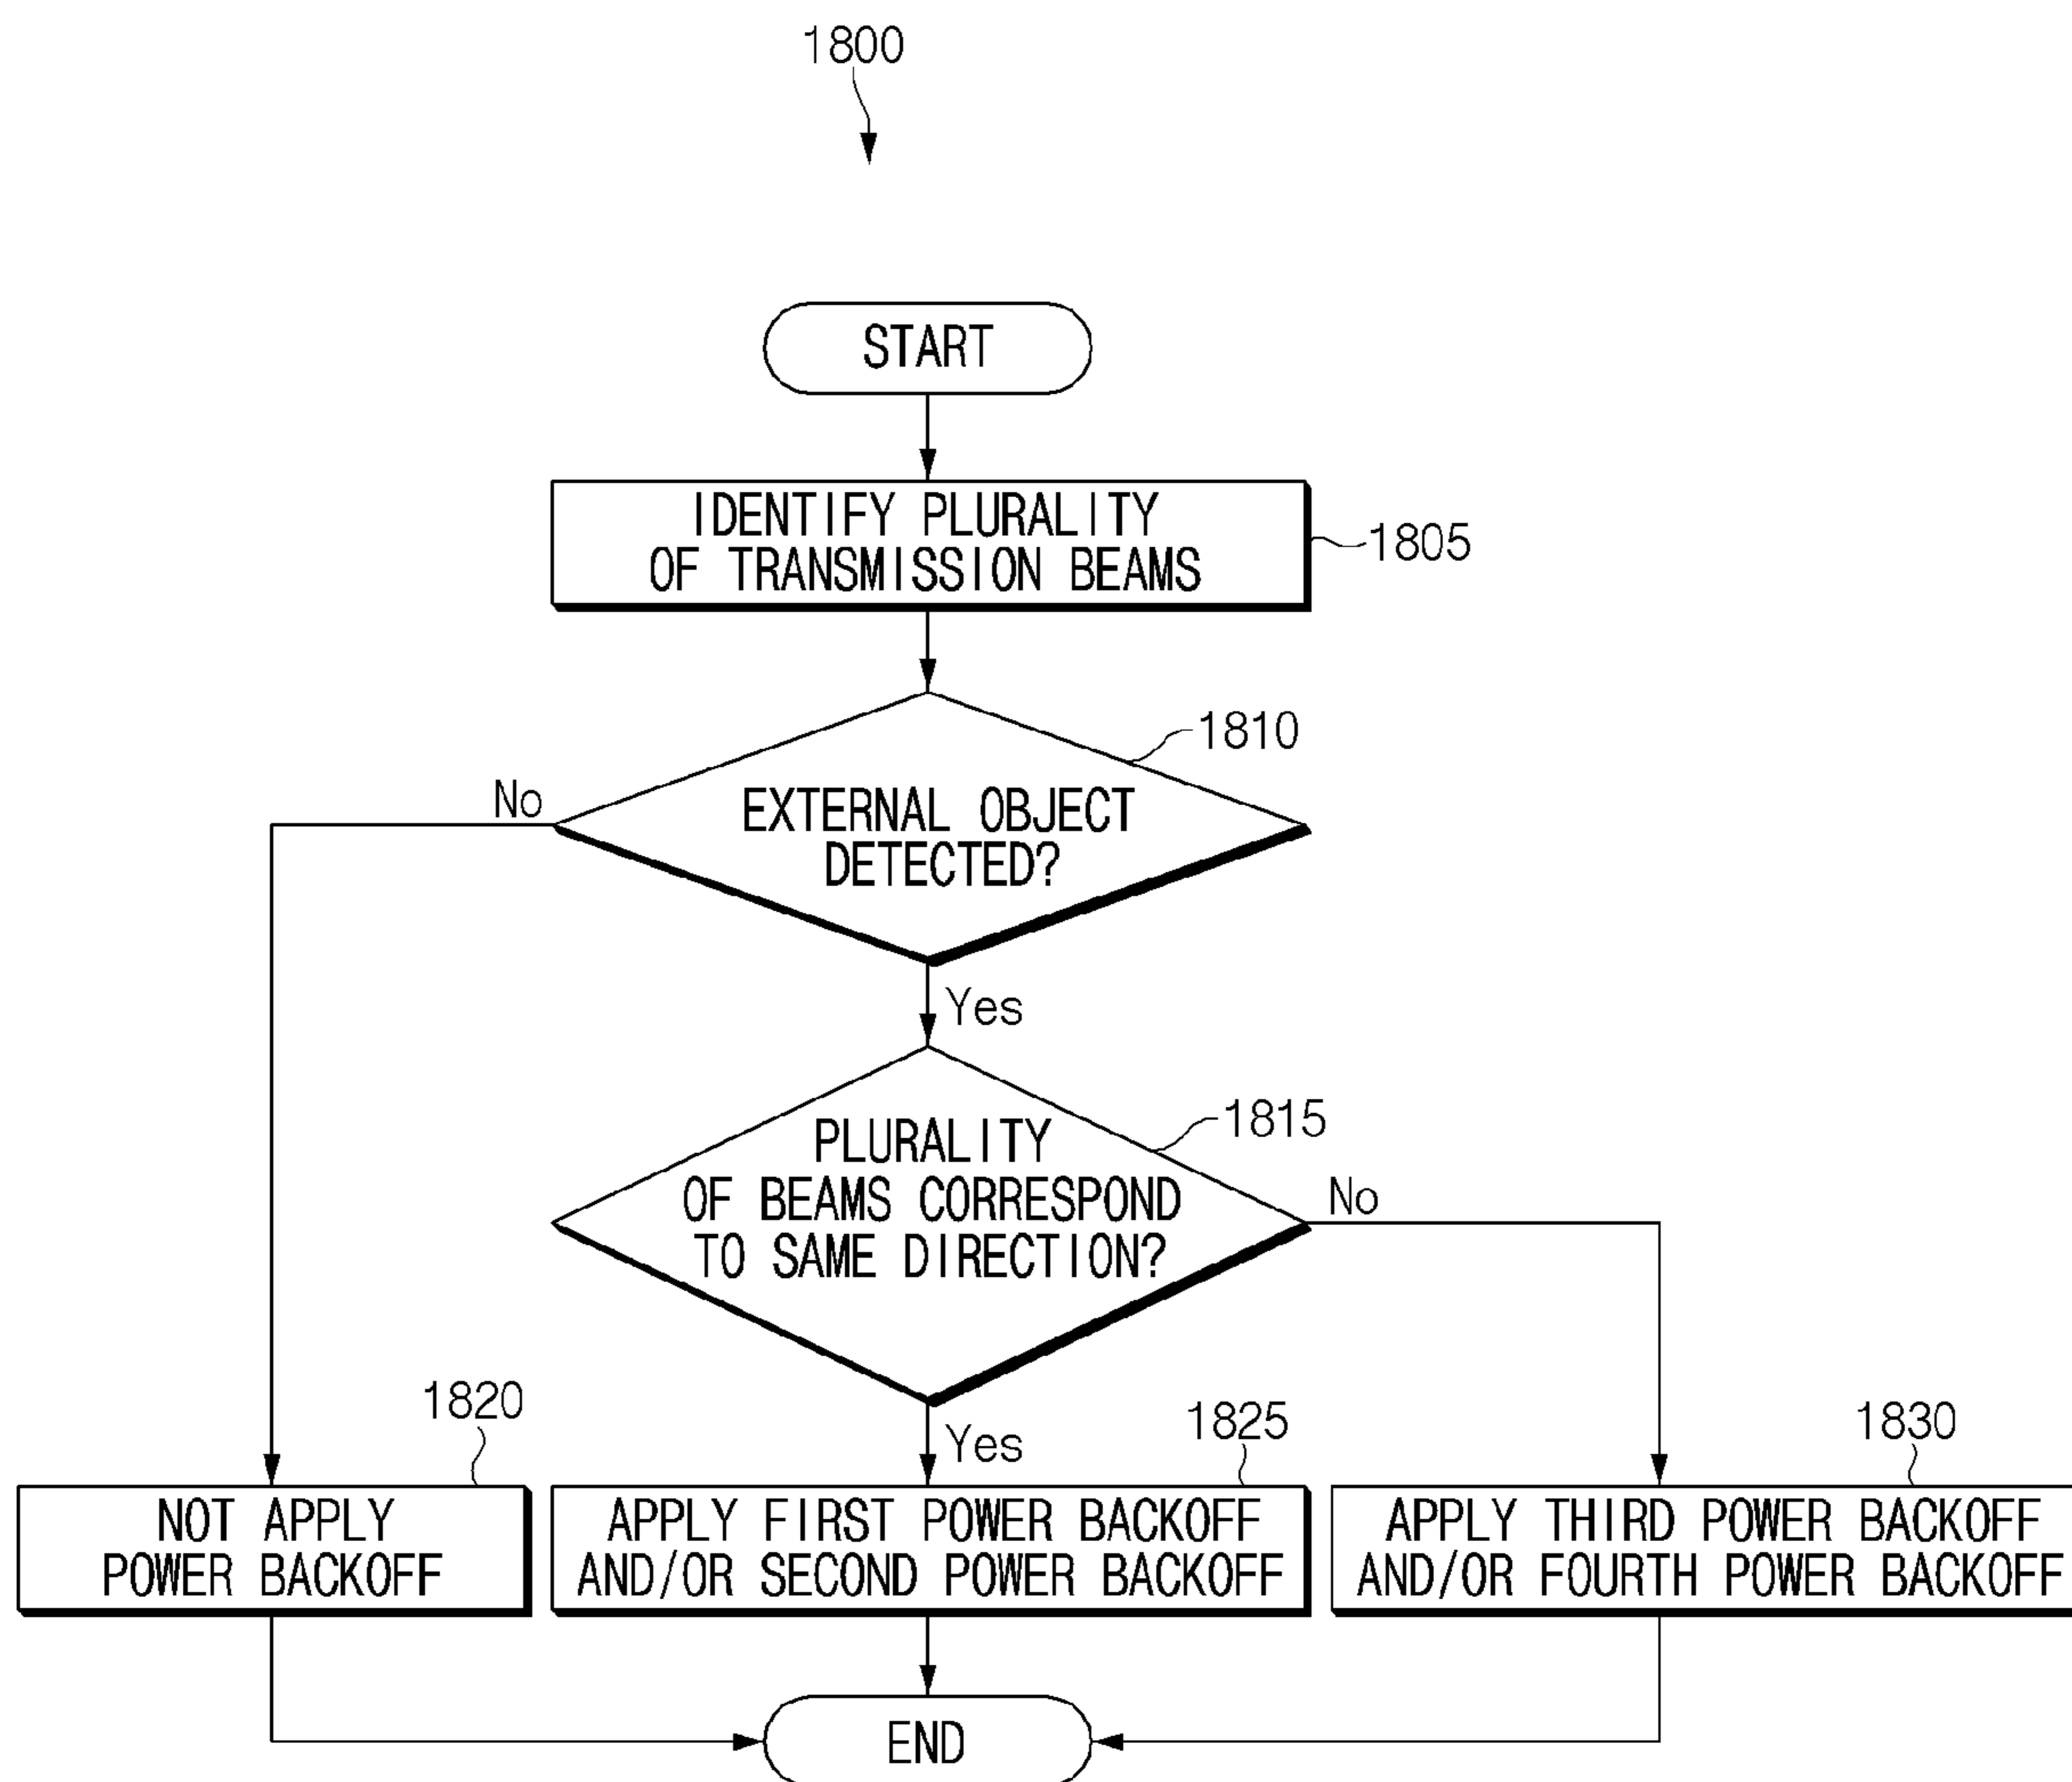 1800
START
IDENTIFY PLURALITY
OF TRANSMISSION BEAMS
1805
1810
No
EXTERNAL OBJECT
DETECTED?
Yes
1815
PLURALITY
OF BEAMS CORRESPOND
TO SAME DIRECTION?
No
Yes
1820
NOT APPLY
POWER BACKOFF
1825
APPLY FIRST POWER BACKOFF
AND/OR SECOND POWER BACKOFF
1830
APPLY THIRD POWER BACKOFF
AND/OR FOURTH POWER BACKOFF
END